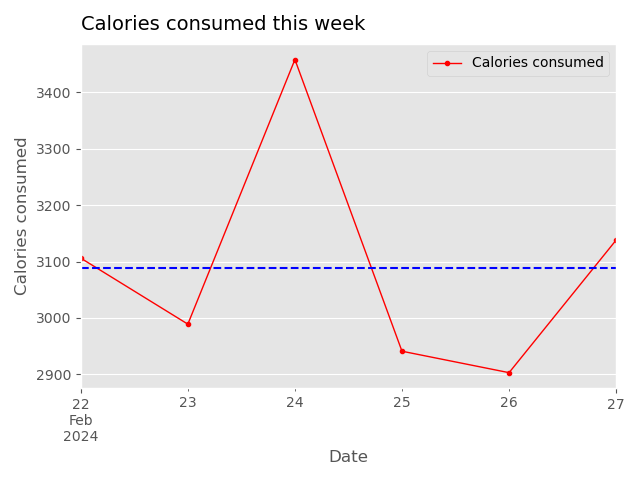 Calories consumed this week
Calories consumed
3400
3300
3200
3100
3000
2900
Calories consumed
22
Feb
2024
23
24
25
26
27
Date